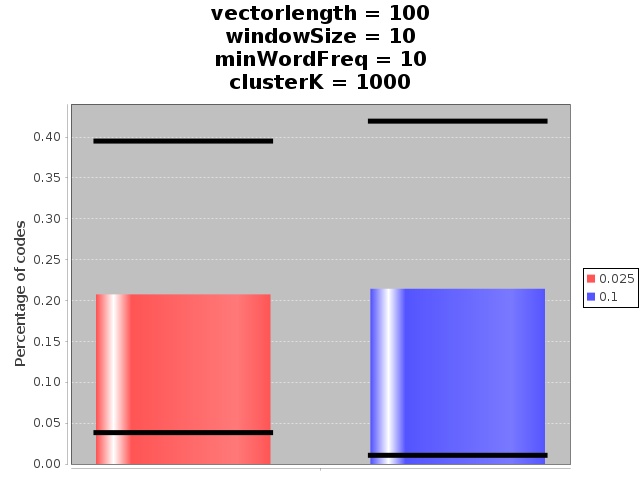 vectorlength = 100
windowSize = 10
minWordFreq = 10
clusterK = 1000
Percentage of codes
0.40
0.35
0.30
0.25
0.20
0.15
0.10
0.05
0.00
0.025
0.1